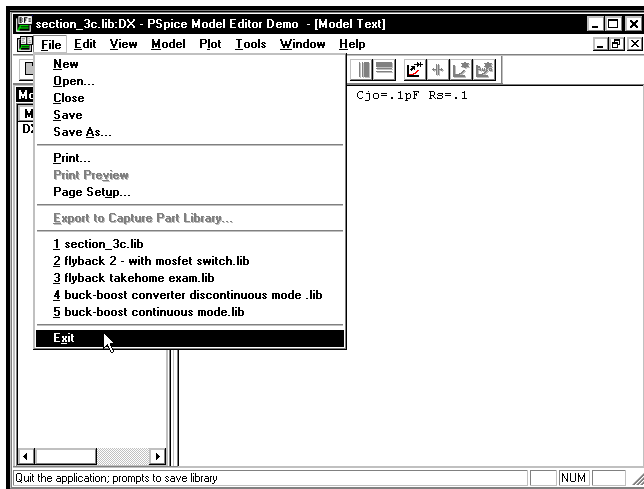 section_3c.lib:DX - PSpice Model Editor Demo - [Model Text]
File Edit View Model Plot Tools Window Help
New
Open...
Close
Save
Save As...
Print...
Print Preview
Page Setup...
Export to Capture Part Library...
1 section_3c.lib
2 flyback 2 - with mosfet switch.lib
3 flyback takehome exam.lib
4 buck-boost converter discontinuous mode .lib
5 buck-boost continuous mode.lib
Exit
Cjo=.1pF Rs=.1
Quit the application; prompts to save library
NUM